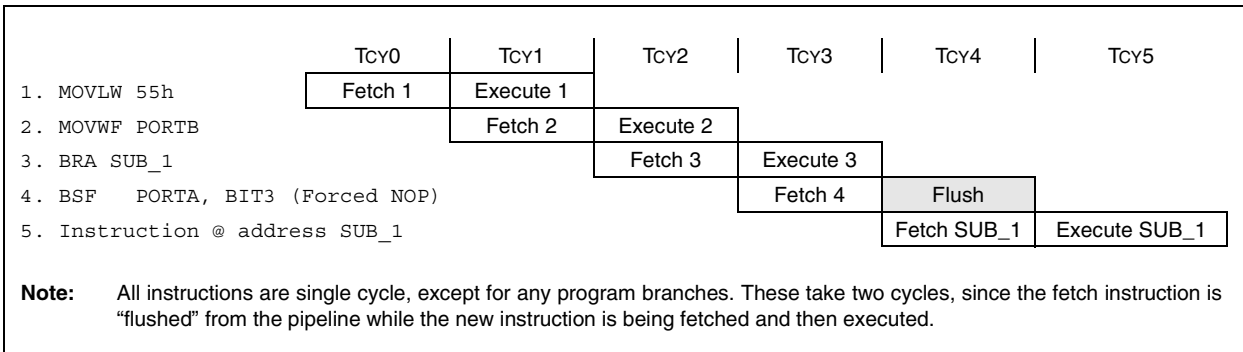 TCY0 TCY1 TCY2 TCY3 TCY4 TCY5
1. MOVLW 55h Fetch 1 Execute 1
2. MOVWF PORTB Fetch 2 Execute 2
3. BRA SUB_1 Fetch 3 Execute 3
4. BSF PORTA, BIT3 (Forced NOP) Fetch 4 Flush
5. Instruction @ address SUB_1 Fetch SUB_1 Execute SUB_1
Note: All instructions are single cycle, except for any program branches. These take two cycles, since the fetch instruction is
“flushed” from the pipeline while the new instruction is being fetched and then executed.